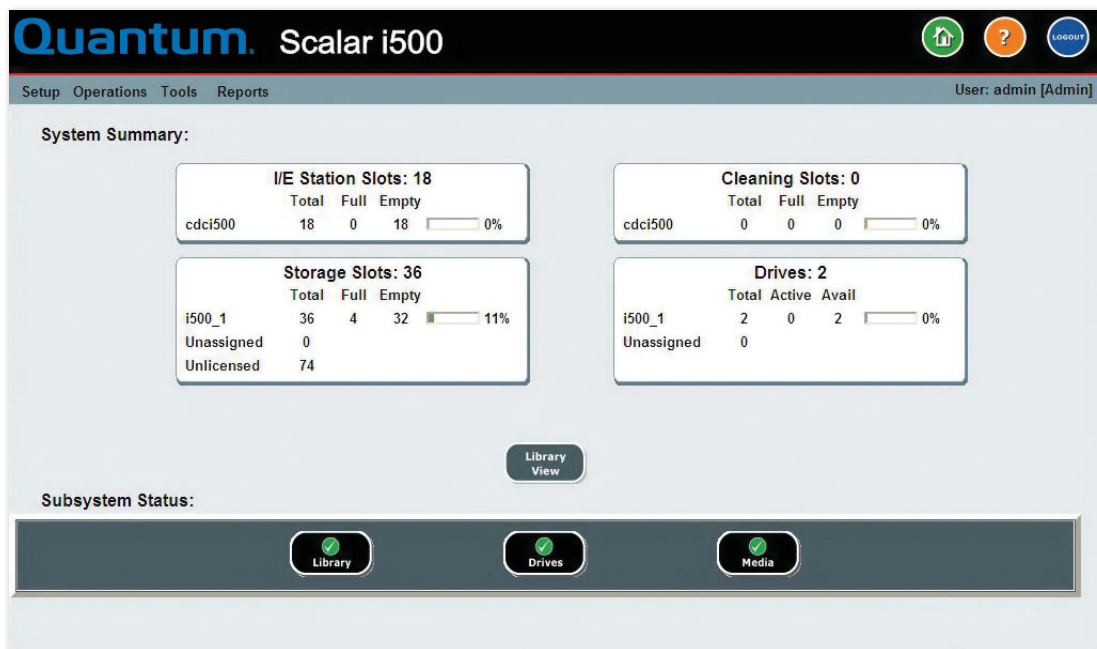 Quantum. Scalar i500
? LOGOUT
Setup Operations Tools Reports User: admin [Admin]
System Summary:
I/E Station Slots: 18
Total Full Empty
cdci500 18 0 18 0%
Cleaning Slots: 0
Total Full Empty
cdci500 0 0 0 0%
Storage Slots: 36
Total Full Empty
i500_1 36 4 32 11%
Unassigned 0
Unlicensed 74
Drives: 2
Total Active Avail
i500_1 2 0 2 0%
Unassigned 0
Library
View
Subsystem Status:
Library Drives Media